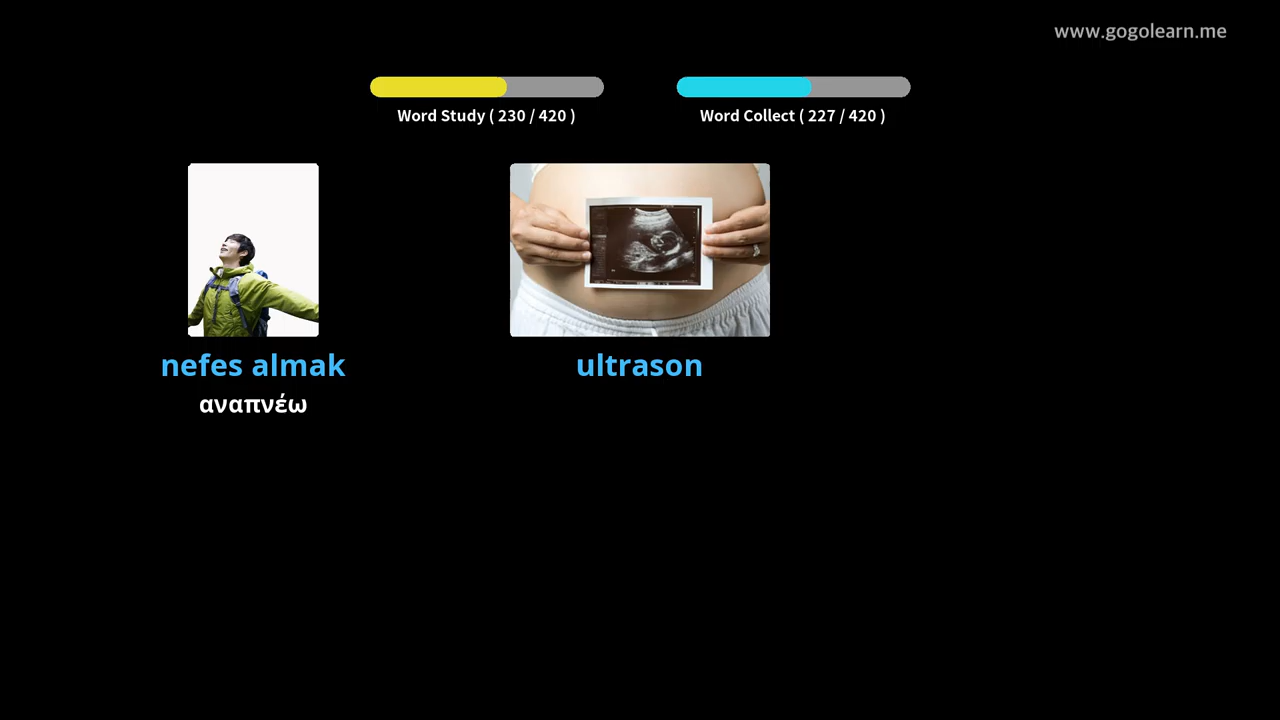 www.gogolearn.me
Word Study ( 230 / 420 )
Word Collect ( 227 / 420 )
nefes almak
αναπνέω
ultrason